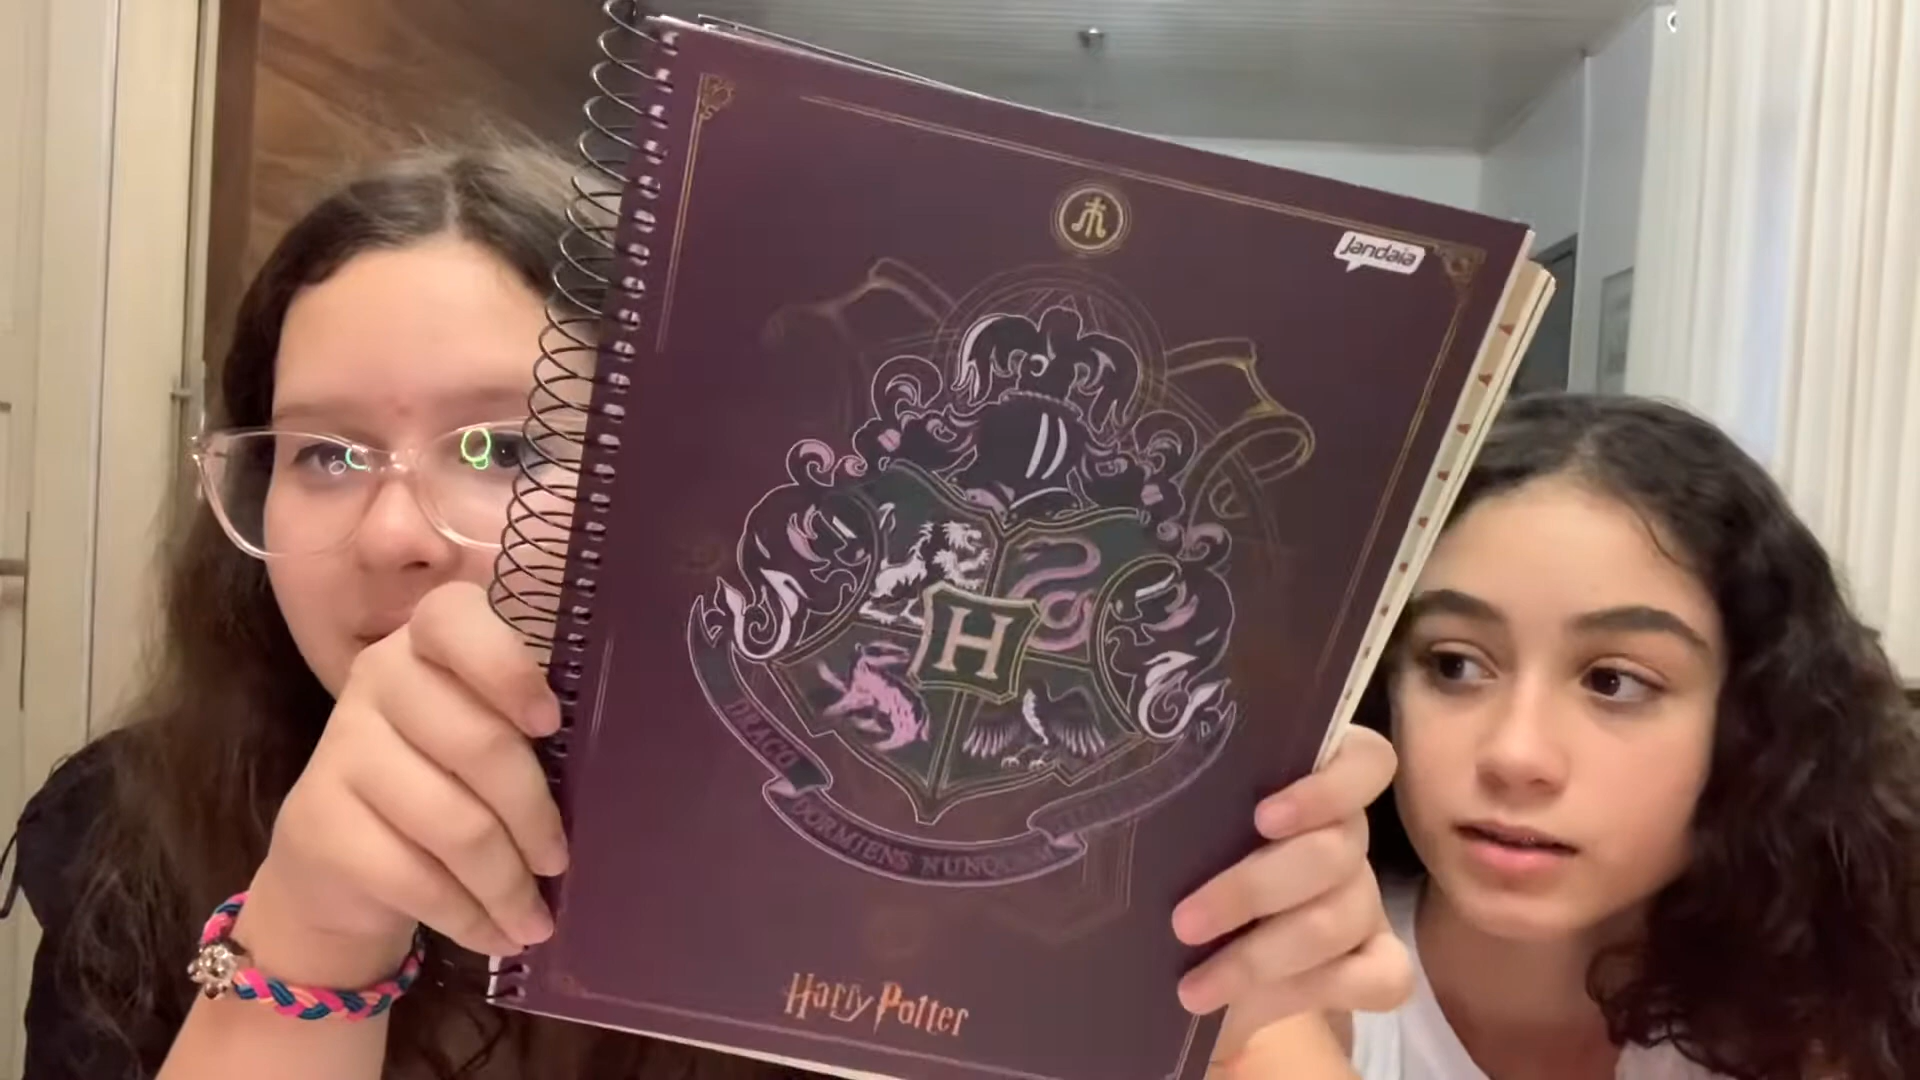 jandaia
H
DRACO
DORMIENS NUNQUAM
Harry Potter